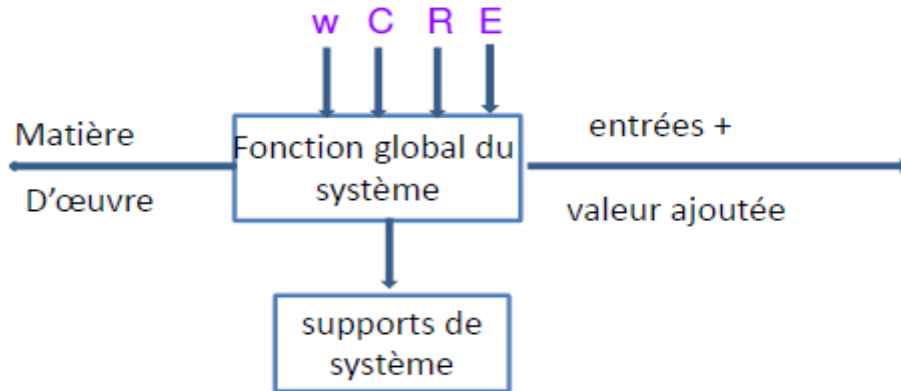 w C R E
Matière
D'œuvre
Fonction global du
système
entrées +
valeur ajoutée
supports de
système